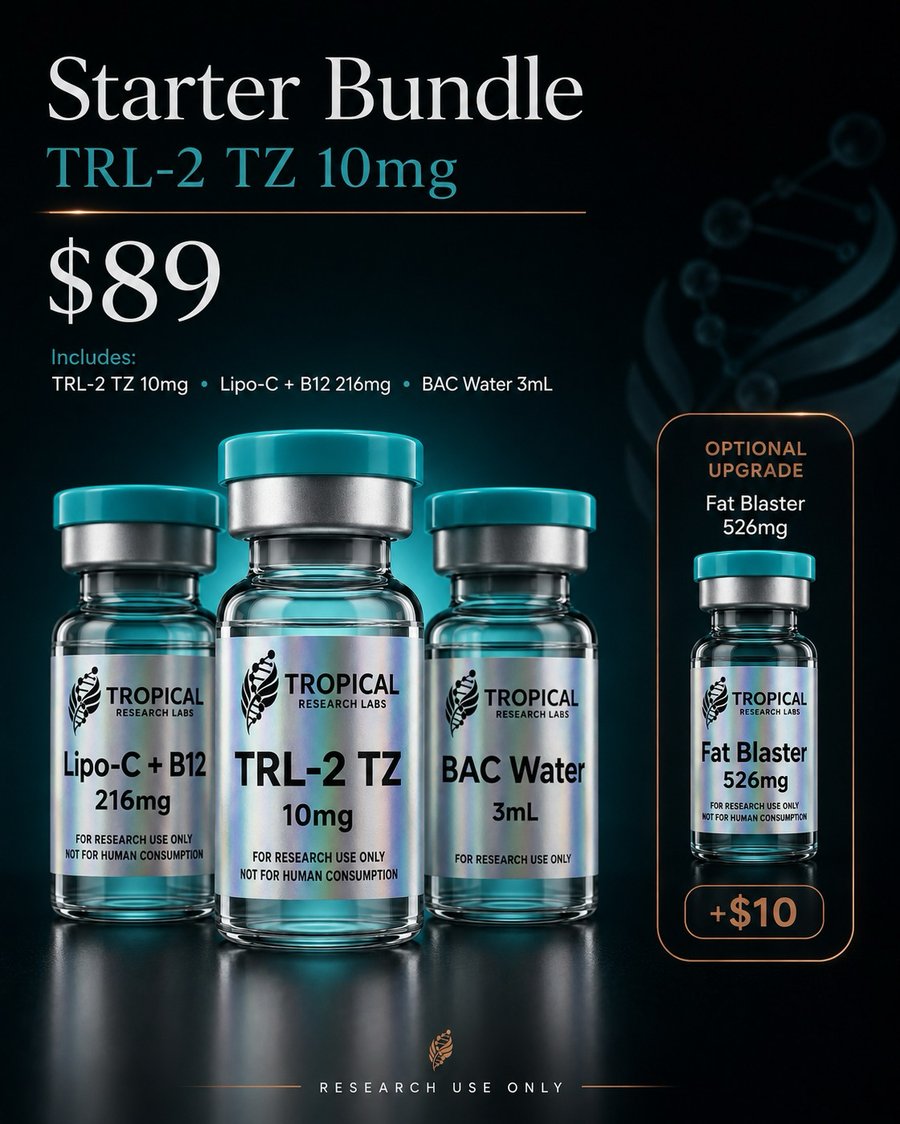 Starter Bundle
TRL-2 TZ 10mg
$89
Includes:
TRL-2 TZ 10mg • Lipo-C + B12 216mg • BAC Water 3mL
TROPICAL
RESEARCH LABS
Lipo-C + B12
216mg
FOR RESEARCH USE ONLY
NOT FOR HUMAN CONSUMPTION
TROPICAL
RESEARCH LABS
TRL-2 TZ
10mg
FOR RESEARCH USE ONLY
NOT FOR HUMAN CONSUMPTION
TROPICAL
RESEARCH LABS
BAC Water
3mL
FOR RESEARCH USE ONLY
OPTIONAL
UPGRADE
Fat Blaster
526mg
TROPICAL
RESEARCH LABS
Fat Blaster
526mg
FOR RESEARCH USE ONLY
NOT FOR HUMAN CONSUMPTION
+$10
RESEARCH USE ONLY